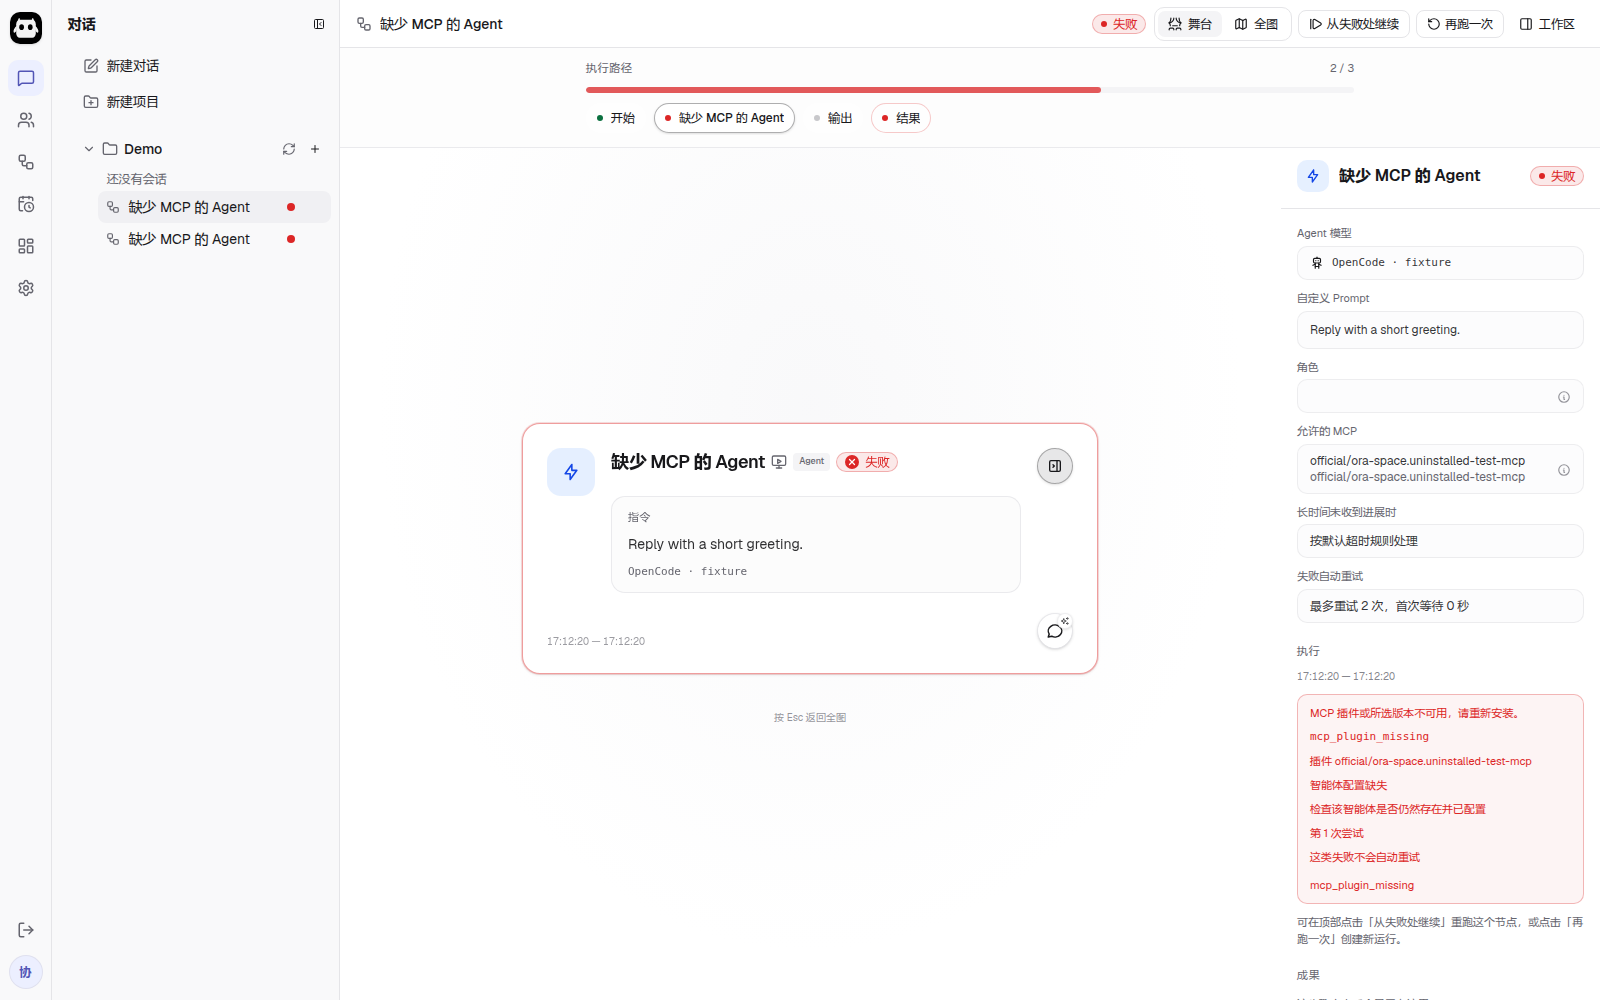 对话
新建对话
新建项目
Demo
还没有会话
缺少 MCP 的 Agent
缺少 MCP 的 Agent
协
缺少 MCP 的 Agent
失败
舞台
全图
从失败处继续
再跑一次
工作区
执行路径
2 / 3
开始
缺少 MCP 的 Agent
输出
结果
缺少 MCP 的 Agent
Agent
失败
指令
Reply with a short greeting.
OpenCode · fixture
17:12:20 — 17:12:20
按 Esc 返回全图
缺少 MCP 的 Agent
失败
Agent 模型
OpenCode · fixture
自定义 Prompt
Reply with a short greeting.
角色
允许的 MCP
official/ora-space.uninstalled-test-mcp
official/ora-space.uninstalled-test-mcp
长时间未收到进展时
按默认超时规则处理
失败自动重试
最多重试 2 次，首次等待 0 秒
执行
17:12:20 — 17:12:20
MCP 插件或所选版本不可用，请重新安装。
mcp_plugin_missing
插件 official/ora-space.uninstalled-test-mcp
智能体配置缺失
检查该智能体是否仍然存在并已配置
第 1 次尝试
这类失败不会自动重试
mcp_plugin_missing
可在顶部点击「从失败处继续」重跑这个节点，或点击「再
跑一次」创建新运行。
成果